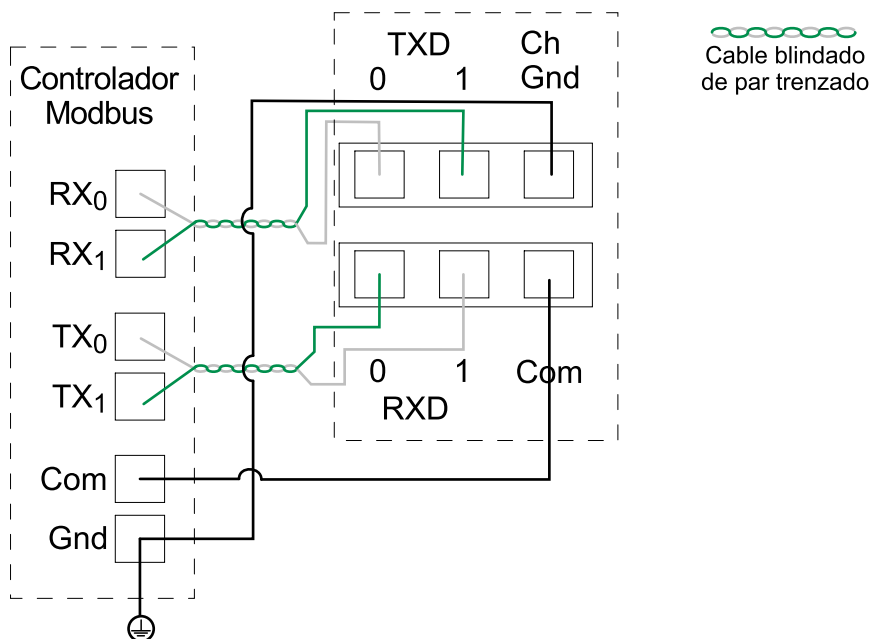 Controlador
Modbus
RX0
RX1
TX0
TX1
Com
Gnd
TXD
0 1
Ch
Gnd
0 1 Com
RXD
Cable blindado
de par trenzado